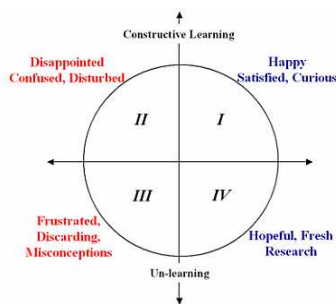 Constructive Learning
Disappointed
Confused, Disturbed
Happy
Satisfied, Curious
II
I
III
IV
Frustrated,
Discarding,
Misconceptions
Hopeful, Fresh
Research
Un-learning